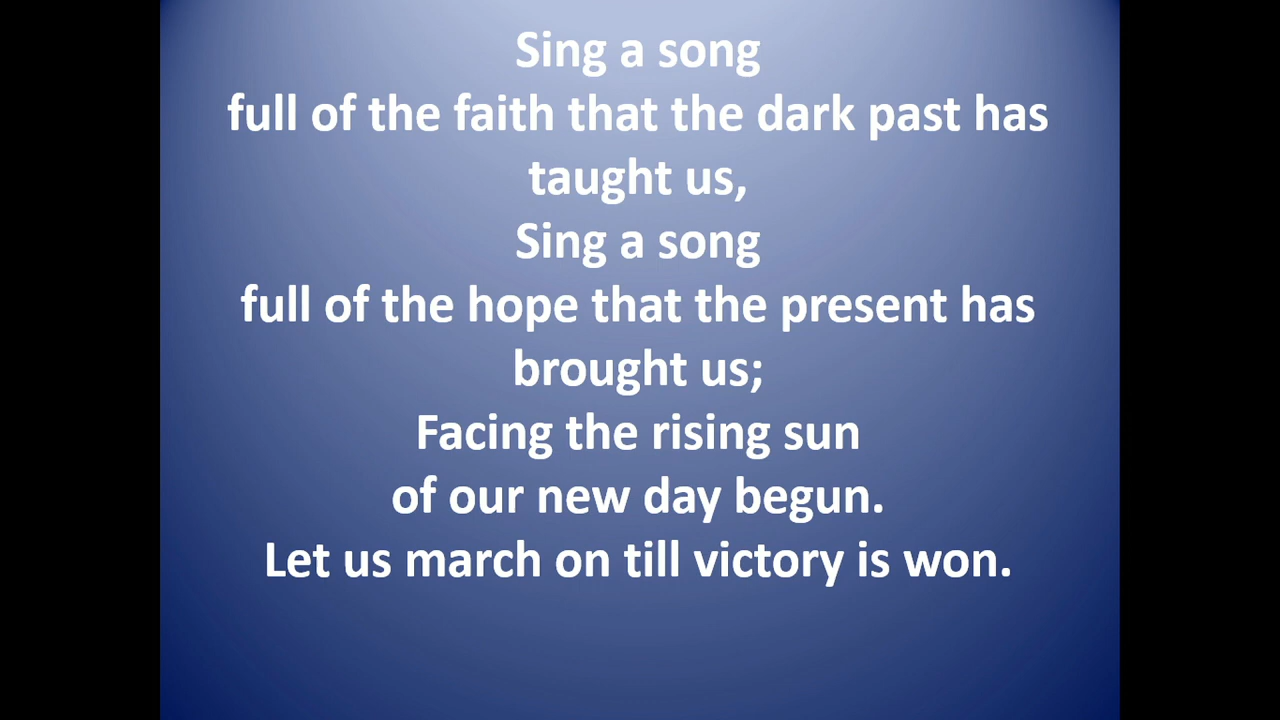 Sing a song
full of the faith that the dark past has
taught us,
Sing a song
full of the hope that the present has
brought us;
Facing the rising sun
of our new day begun.
Let us march on till victory is won.